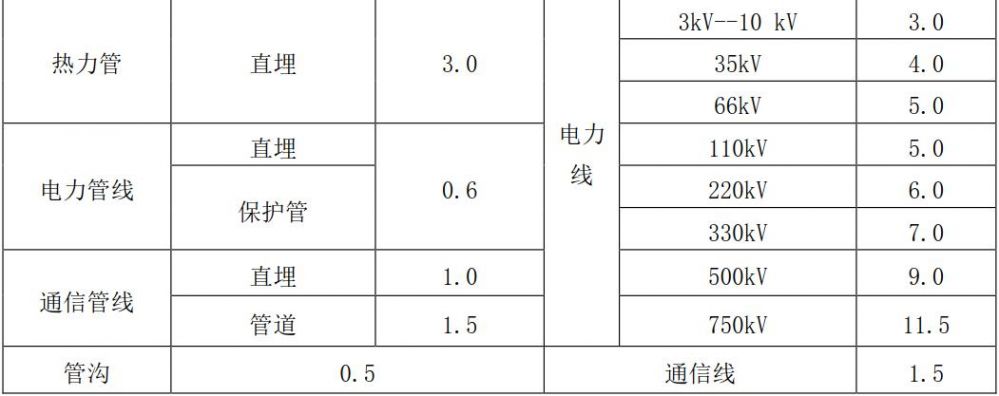 3kV--10 kV 3.0
热力管 直埋 3.0 35kV 4.0
66kV 5.0
电力线
直埋 110kV 5.0
电力管线 0.6 220kV 6.0
保护管
330kV 7.0
直埋 1.0 500kV 9.0
通信管线
管道 1.5 750kV 11.5
管沟 0.5 通信线 1.5